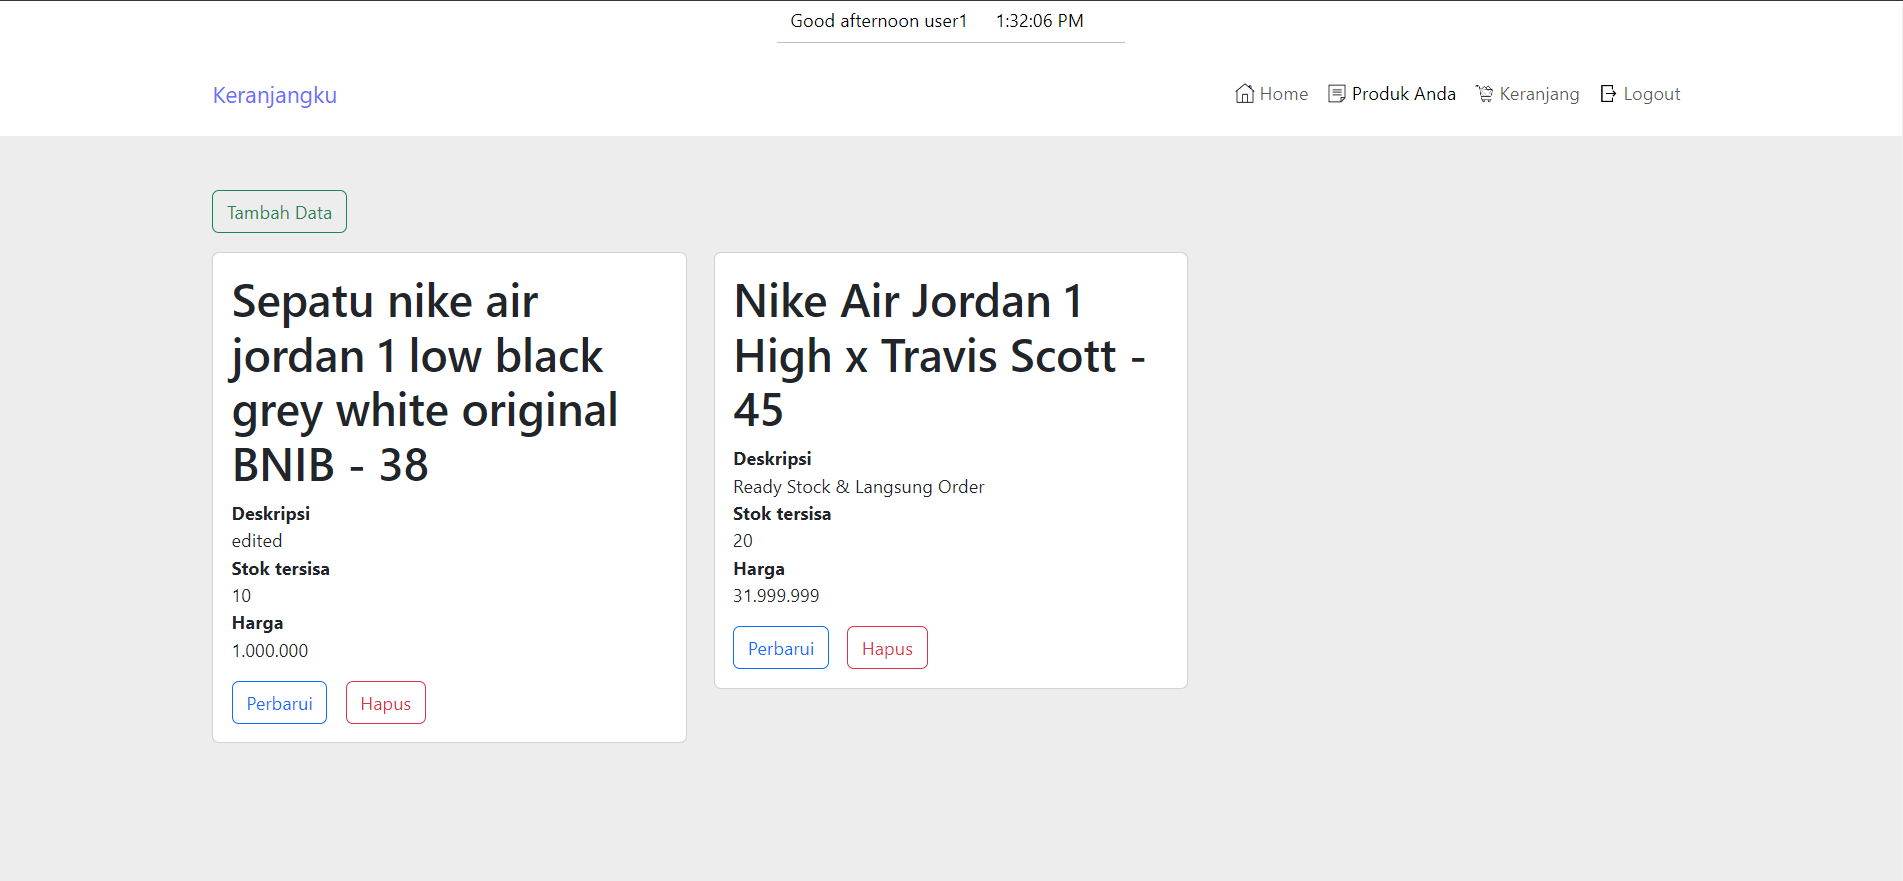 Good afternoon user1 1:32:06 PM
Keranjangku
Home Produk Anda Keranjang Logout
Tambah Data
Sepatu nike air
jordan 1 low black
grey white original
BNIB - 38
Deskripsi
edited
Stok tersisa
10
Harga
1.000.000
Perbarui Hapus
Nike Air Jordan 1
High x Travis Scott -
45
Deskripsi
Ready Stock & Langsung Order
Stok tersisa
20
Harga
31.999.999
Perbarui Hapus